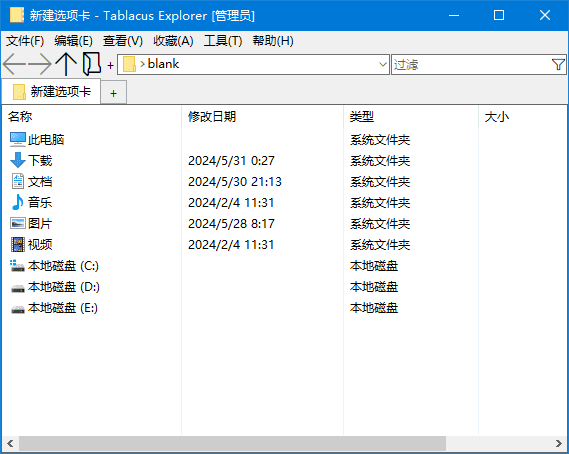 新建选项卡 - Tablacus Explorer [管理员]
文件(F) 编辑(E) 查看(V) 收藏(A) 工具(T) 帮助(H)
+ blank 过滤
新建选项卡 +
名称 修改日期 类型 大小
此电脑 系统文件夹
下载 2024/5/31 0:27 系统文件夹
文档 2024/5/30 21:13 系统文件夹
音乐 2024/2/4 11:31 系统文件夹
图片 2024/5/28 8:17 系统文件夹
视频 2024/2/4 11:31 系统文件夹
本地磁盘 (C:) 本地磁盘
本地磁盘 (D:) 本地磁盘
本地磁盘 (E:) 本地磁盘